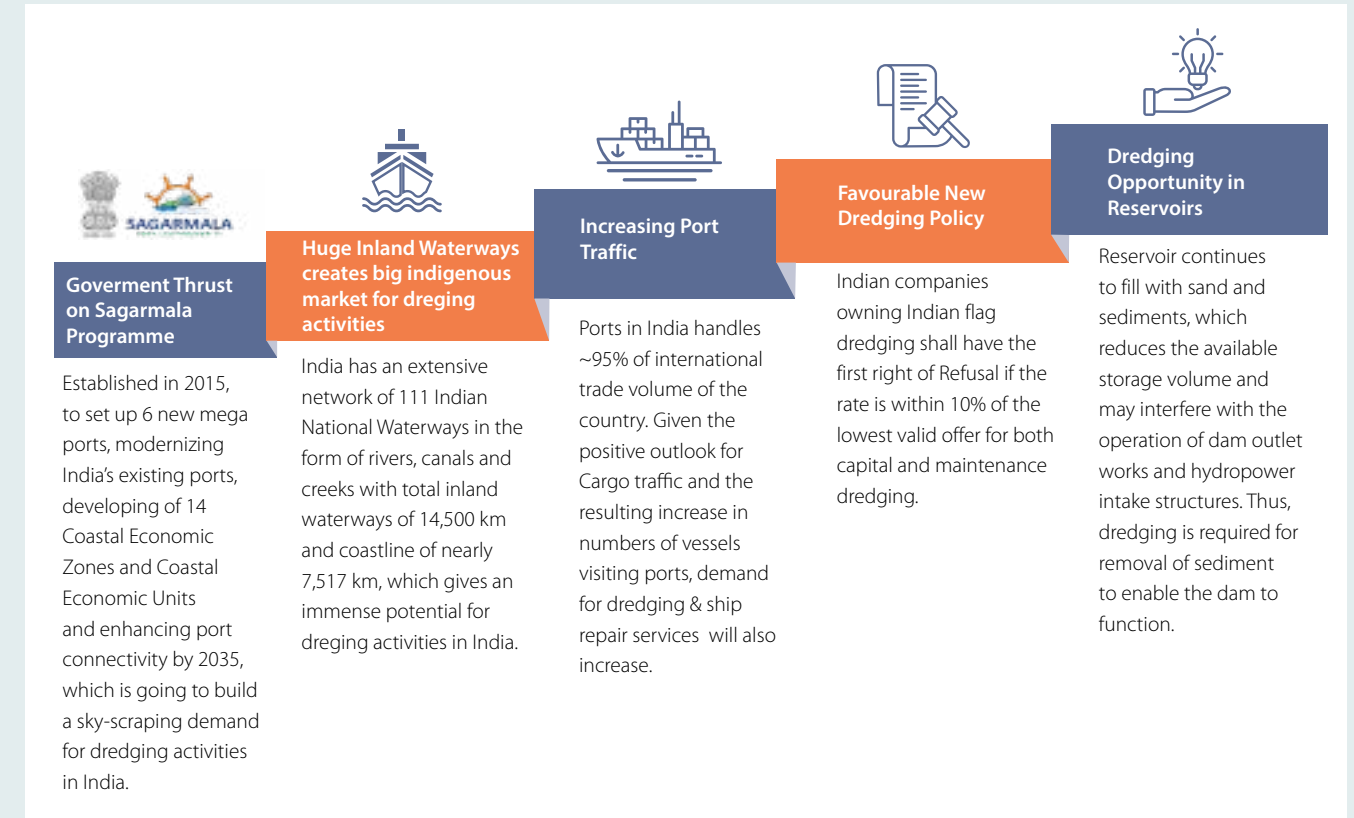 SAGARMALA
Goverment Thrust
on Sagarmala
Programme
Established in 2015,
to set up 6 new mega
ports, modernizing
India’s existing ports,
developing of 14
Coastal Economic
Zones and Coastal
Economic Units
and enhancing port
connectivity by 2035,
which is going to build
a sky-scraping demand
for dredging activities
in India.
Huge Inland Waterways
creates big indigenous
market for dreging
activities
India has an extensive
network of 111 Indian
National Waterways in the
form of rivers, canals and
creeks with total inland
waterways of 14,500 km
and coastline of nearly
7,517 km, which gives an
immense potential for
dreging activities in India.
Increasing Port
Traffic
Ports in India handles
~95% of international
trade volume of the
country. Given the
positive outlook for
Cargo traffic and the
resulting increase in
numbers of vessels
visiting ports, demand
for dredging & ship
repair services will also
increase.
Favourable New
Dredging Policy
Indian companies
owning Indian flag
dredging shall have the
first right of Refusal if the
rate is within 10% of the
lowest valid offer for both
capital and maintenance
dredging.
Dredging
Opportunity in
Reservoirs
Reservoir continues
to fill with sand and
sediments, which
reduces the available
storage volume and
may interfere with the
operation of dam outlet
works and hydropower
intake structures. Thus,
dredging is required for
removal of sediment
to enable the dam to
function.